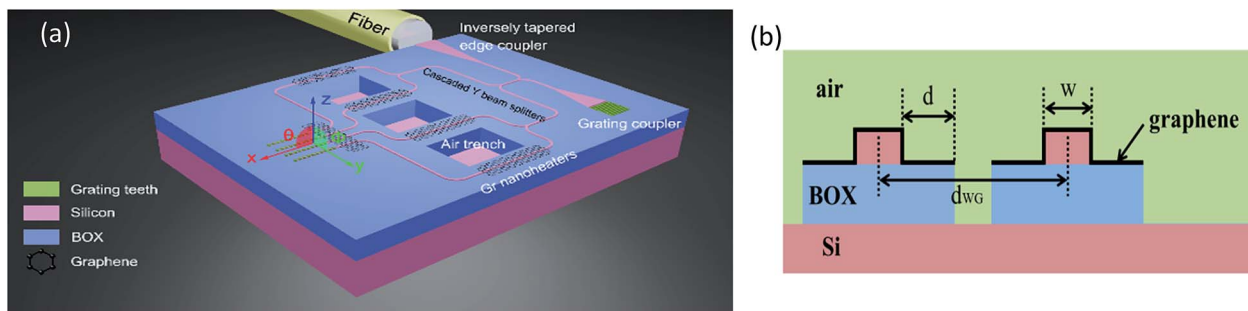 (a)
Fiber
Inversely tapered
edge coupler
Cascaded Y beam splitters
Grating coupler
Air trench
Gr nanoheaters
z
θ
φ
x
y
Grating teeth
Silicon
BOX
Graphene
(b)
air
d
w
graphene
BOX
dWG
Si